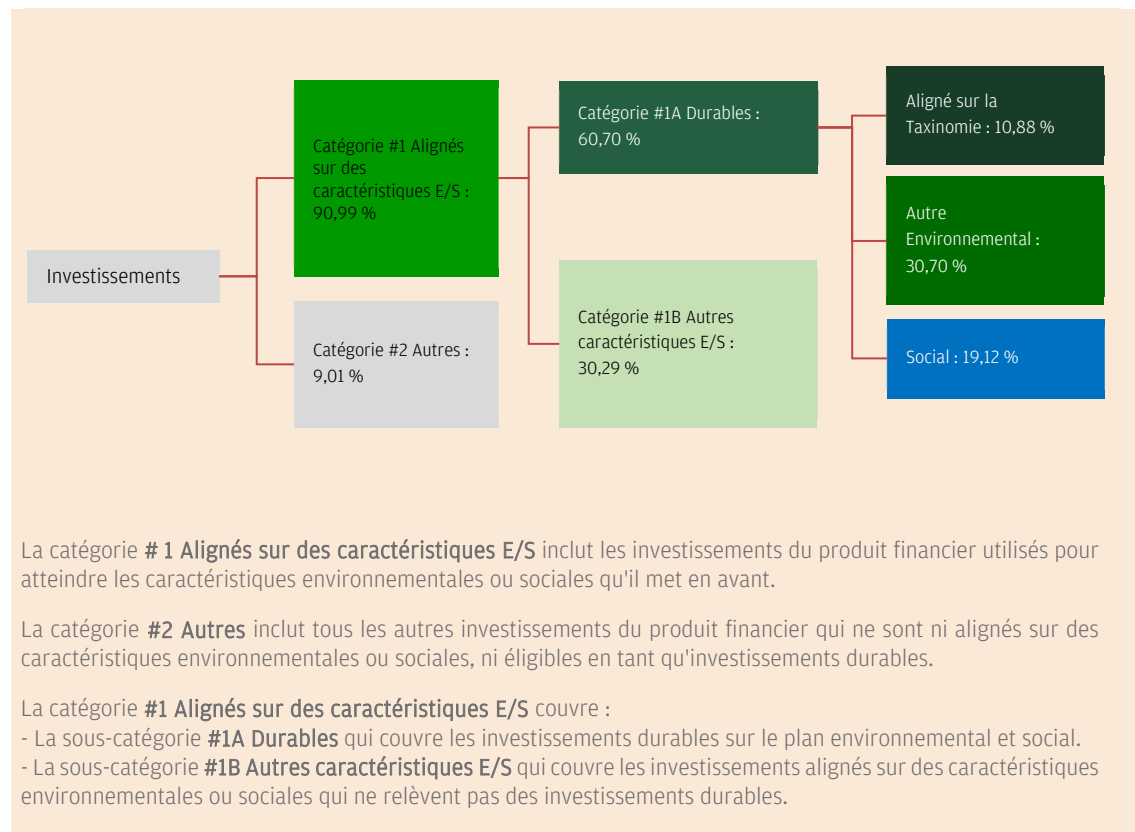 Investissements
Catégorie #1 Alignés
sur des
caractéristiques E/S :
90,99 %
Catégorie #2 Autres :
9,01 %
Catégorie #1A Durables :
60,70 %
Catégorie #1B Autres
caractéristiques E/S :
30,29 %
Aligné sur la
Taxinomie : 10,88 %
Autre
Environnemental :
30,70 %
Social : 19,12 %
La catégorie # 1 Alignés sur des caractéristiques E/S inclut les investissements du produit financier utilisés pour
atteindre les caractéristiques environnementales ou sociales qu'il met en avant.
La catégorie #2 Autres inclut tous les autres investissements du produit financier qui ne sont ni alignés sur des
caractéristiques environnementales ou sociales, ni éligibles en tant qu'investissements durables.
La catégorie #1 Alignés sur des caractéristiques E/S couvre :
- La sous-catégorie #1A Durables qui couvre les investissements durables sur le plan environnemental et social.
- La sous-catégorie #1B Autres caractéristiques E/S qui couvre les investissements alignés sur des caractéristiques
environnementales ou sociales qui ne relèvent pas des investissements durables.